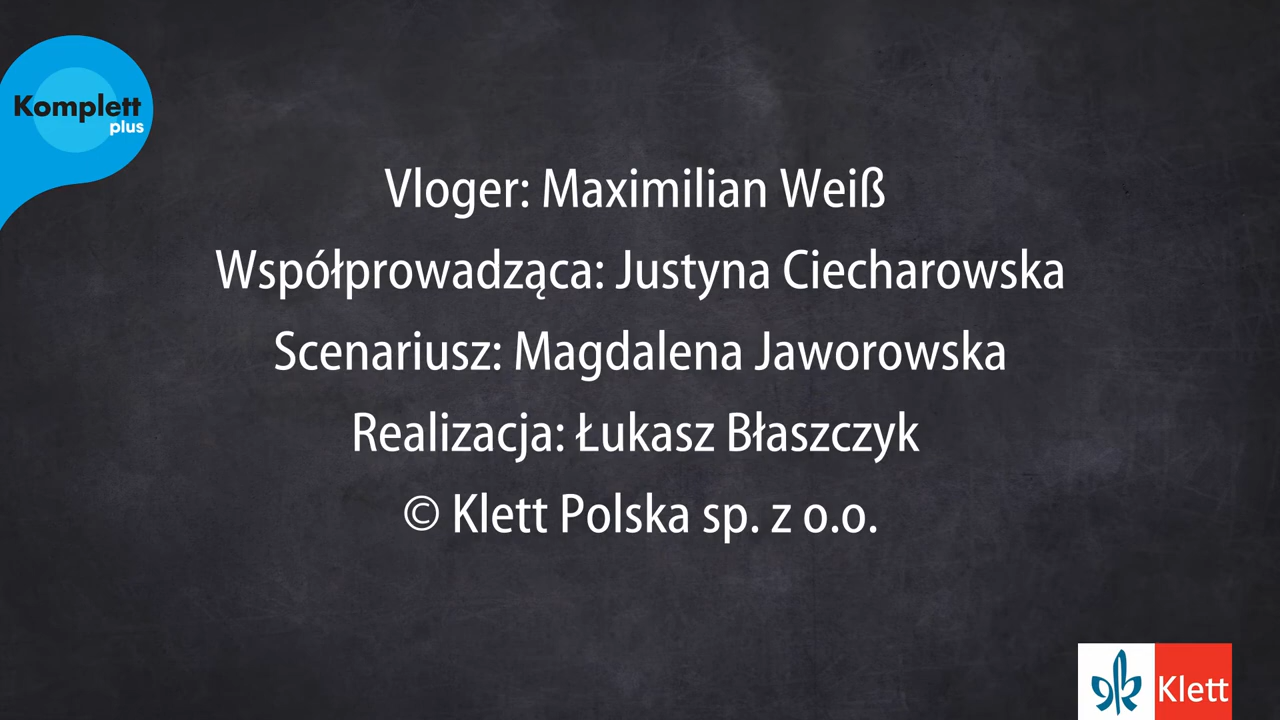 Komplett
plus
Vloger: Maximilian Weiß
Współprowadząca: Justyna Ciecharowska
Scenariusz: Magdalena Jaworowska
Realizacja: Łukasz Błaszczyk
© Klett Polska sp. z o.o.
Klett